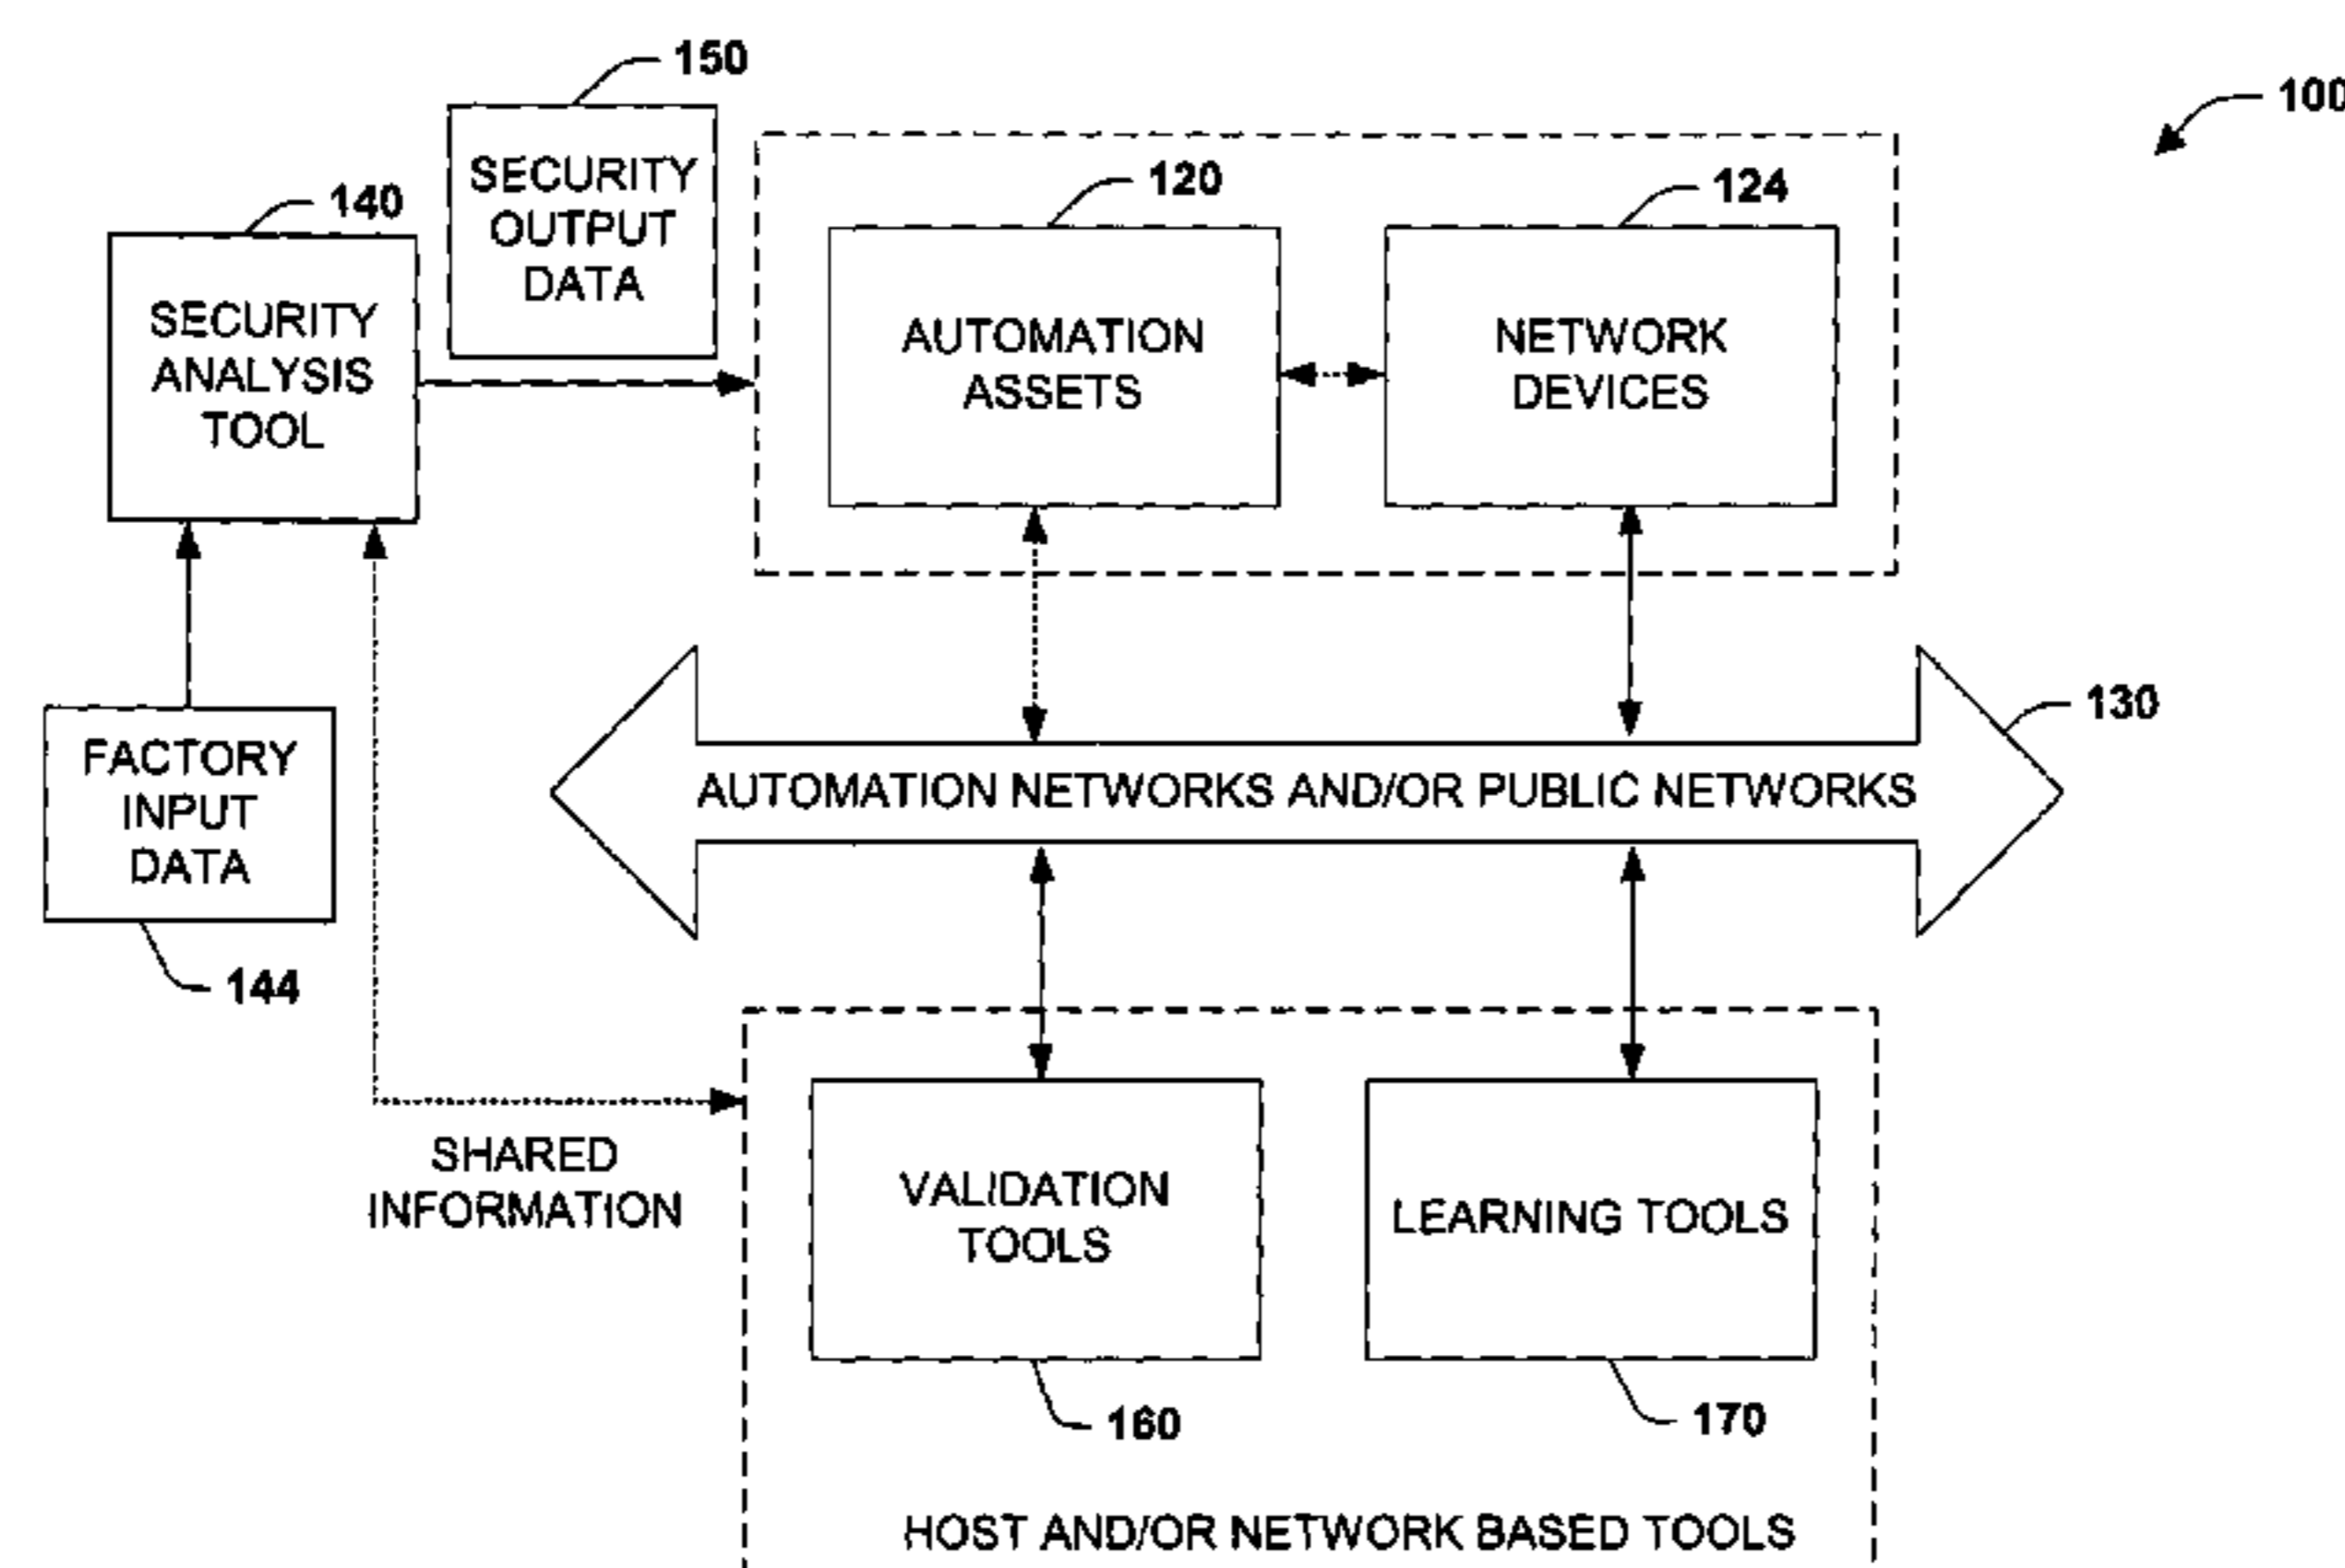 150
100
SECURITY
OUTPUT
DATA
120
124
140
SECURITY
ANALYSIS
TOOL
AUTOMATION
ASSETS
NETWORK
DEVICES
130
FACTORY
INPUT
DATA
AUTOMATION NETWORKS AND/OR PUBLIC NETWORKS
144
SHARED
INFORMATION
VALIDATION
TOOLS
LEARNING TOOLS
160
170
HOST AND/OR NETWORK BASED TOOLS